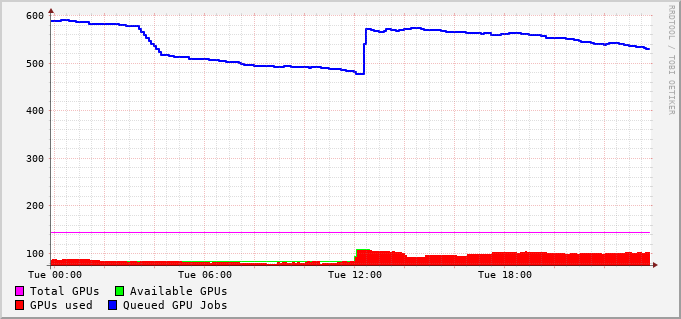 600
500
400
300
200
100
Tue 00:00 Tue 06:00 Tue 12:00 Tue 18:00
Total GPUs Available GPUs
GPUs used Queued GPU Jobs
RRDTOOL / TOBI OETIKER